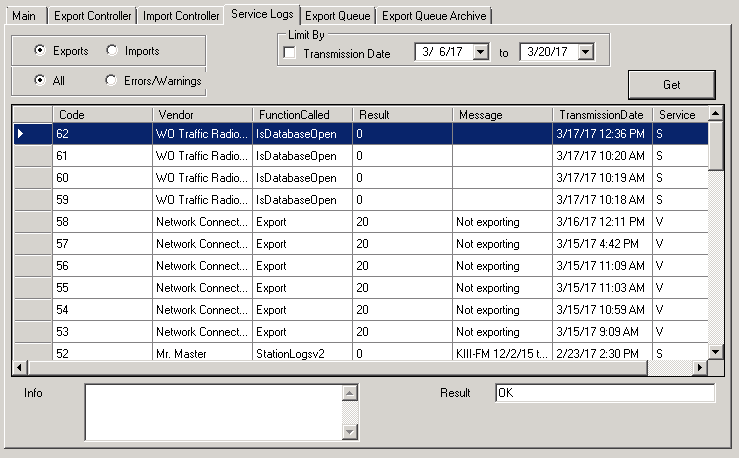 Main Export Controller Import Controller Service Logs Export Queue Export Queue Archive
Limit By
Exports Imports
Transmission Date 3/ 6/17 to 3/20/17
All Errors/Warnings
Get
Code Vendor FunctionCalled Result Message TransmissionDate Service
62 WO Traffic Radio... IsDatabaseOpen 0 3/17/17 12:36 PM S
61 WO Traffic Radio... IsDatabaseOpen 0 3/17/17 10:20 AM S
60 WO Traffic Radio... IsDatabaseOpen 0 3/17/17 10:19 AM S
59 WO Traffic Radio... IsDatabaseOpen 0 3/17/17 10:18 AM S
58 Network Connect... Export 20 Not exporting 3/16/17 12:11 PM V
57 Network Connect... Export 20 Not exporting 3/15/17 4:42 PM V
56 Network Connect... Export 20 Not exporting 3/15/17 11:09 AM V
55 Network Connect... Export 20 Not exporting 3/15/17 11:03 AM V
54 Network Connect... Export 20 Not exporting 3/15/17 10:59 AM V
53 Network Connect... Export 20 Not exporting 3/15/17 9:09 AM V
52 Mr. Master StationLogsv2 0 KIII-FM 12/2/15 t... 2/23/17 2:30 PM S
Info Result OK